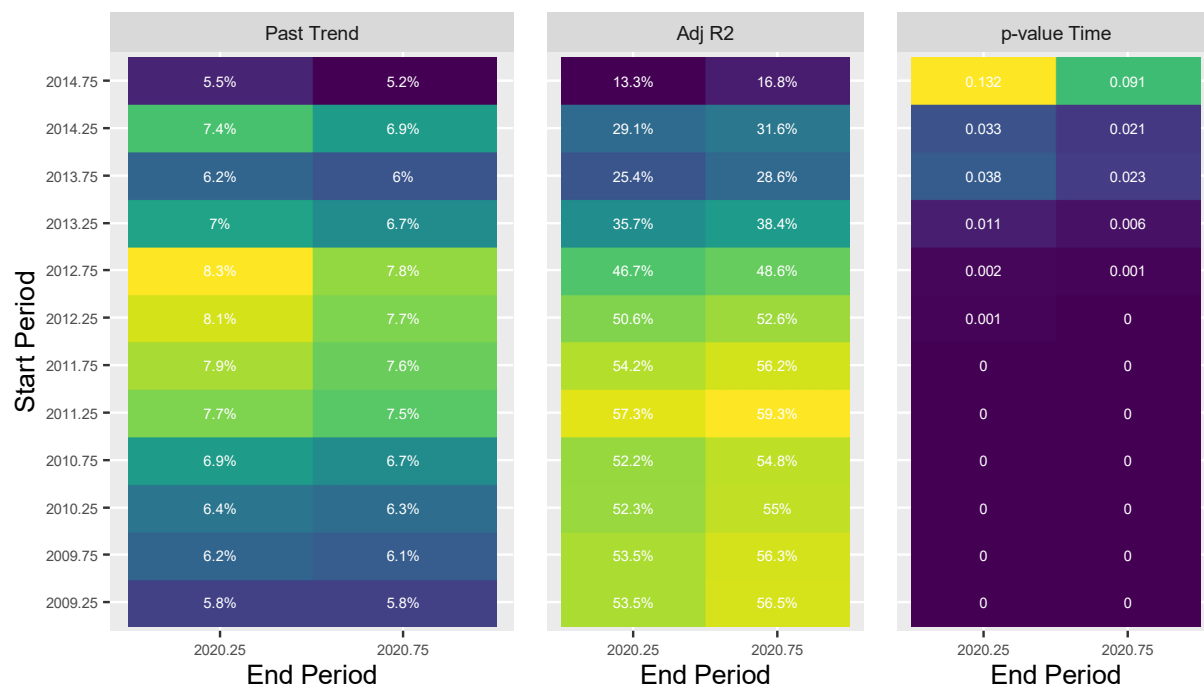 Past Trend Adj R2 p-value Time
Start Period
2014.75 5.5% 5.2% 13.3% 16.8% 0.132 0.091
2014.25 7.4% 6.9% 29.1% 31.6% 0.033 0.021
2013.75 6.2% 6% 25.4% 28.6% 0.038 0.023
2013.25 7% 6.7% 35.7% 38.4% 0.011 0.006
2012.75 8.3% 7.8% 46.7% 48.6% 0.002 0.001
2012.25 8.1% 7.7% 50.6% 52.6% 0.001 0
2011.75 7.9% 7.6% 54.2% 56.2% 0 0
2011.25 7.7% 7.5% 57.3% 59.3% 0 0
2010.75 6.9% 6.7% 52.2% 54.8% 0 0
2010.25 6.4% 6.3% 52.3% 55% 0 0
2009.75 6.2% 6.1% 53.5% 56.3% 0 0
2009.25 5.8% 5.8% 53.5% 56.5% 0 0
2020.25 2020.75 2020.25 2020.75 2020.25 2020.75
End Period End Period End Period